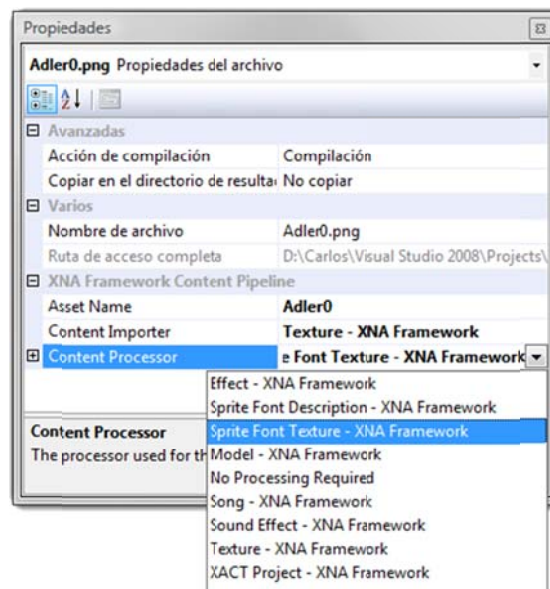 Propiedades
Adler0.png Propiedades del archivo
Avanzadas
Acción de compilación Compilación
Copiar en el directorio de resulta No copiar
Varios
Nombre de archivo Adler0.png
Ruta de acceso completa D:\Carlos\Visual Studio 2008\Projects\
XNA Framework Content Pipeline
Asset Name Adler0
Content Importer Texture - XNA Framework
Content Processor e Font Texture - XNA Framework
Effect - XNA Framework
Sprite Font Description - XNA Framework
Sprite Font Texture - XNA Framework
Model - XNA Framework
No Processing Required
Song - XNA Framework
Sound Effect - XNA Framework
Texture - XNA Framework
XACT Project - XNA Framework
Content Processor
The processor used for th